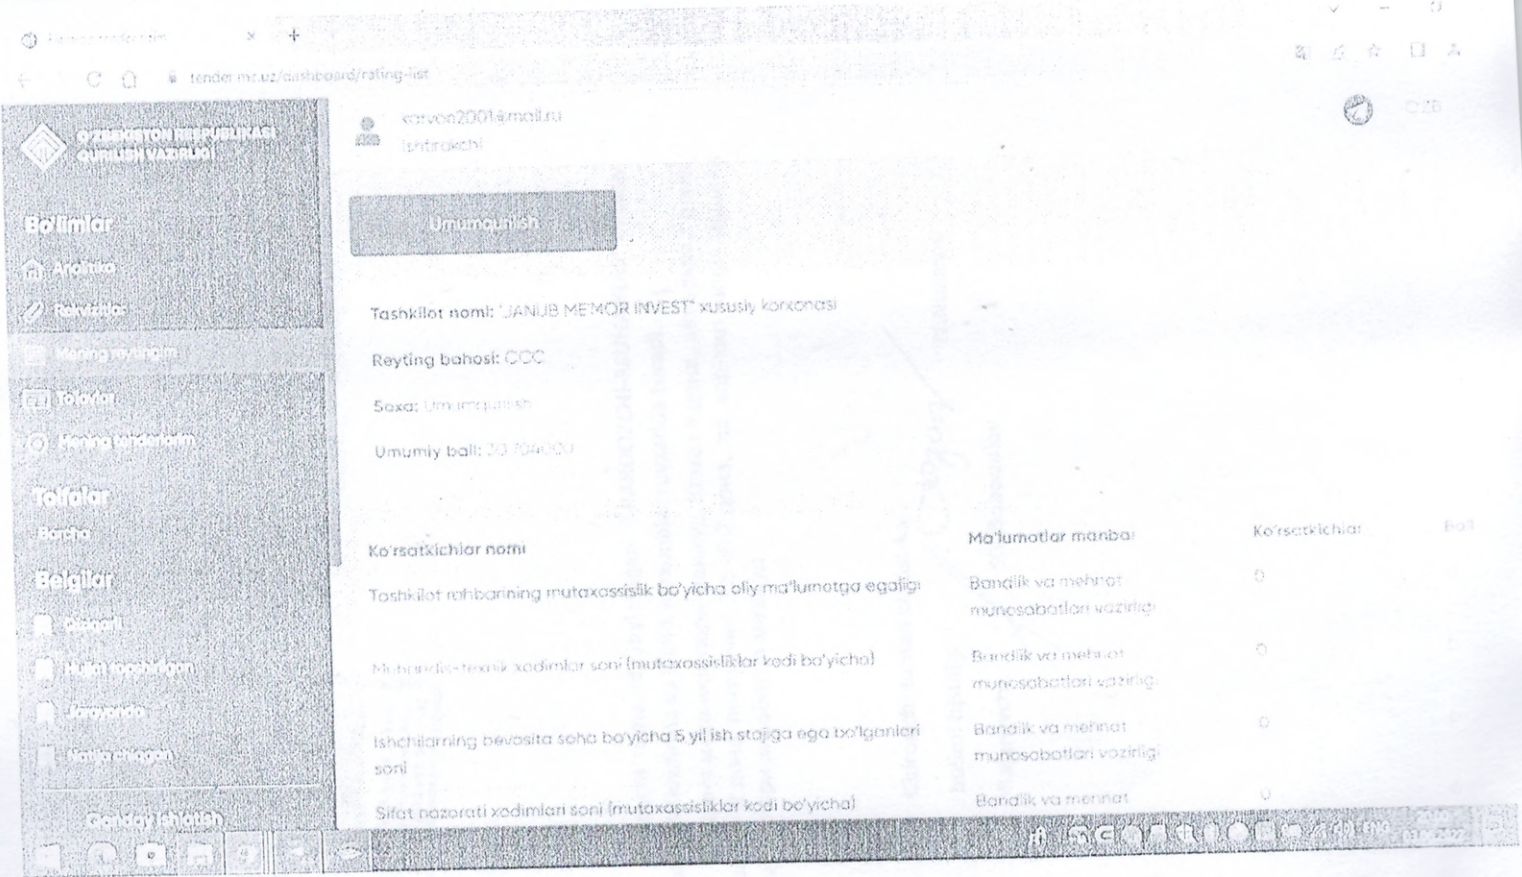 tender.mc.uz/dashboard/rating-list
O'ZBEKISTON RESPUBLIKASI
QURILISH VAZIRLIGI
sarvon2001@mail.ru
Ishtirokchi
O'ZB
Bo'limlar
Analitika
Rekvizitlar
Mening reytingim
To'lovlar
Mening tenderlarim
Toifalar
Barcha
Belgilar
Hujjat topshirilgan
Jarayonda
Qanday ishlatish
Umumqurilish
Tashkilot nomi: "JANUB ME'MOR INVEST" xususiy korxonasi
Reyting bahosi: CCC
Soxa: Umumqurilish
Umumiy ball:
Ko'rsatkichlar nomi
Ma'lumotlar manbai
Ko'rsatkichlar
Ball
Tashkilot rahbarining mutaxassislik bo'yicha oliy ma'lumotga egaligi
Bandlik va mehnat
munosabatlari vazirligi
0
Muhandis-texnik xodimlar soni (mutaxassisliklar kodi bo'yicha)
Bandlik va mehnat
munosabatlari vazirligi
0
Ishchilarning bevosita soha bo'yicha 5 yil ish stajiga ega bo'lganlari
soni
Bandlik va mehnat
munosabatlari vazirligi
0
Sifat nazorati xodimlari soni (mutaxassisliklar kodi bo'yicha)
Bandlik va mehnat
0
ENG